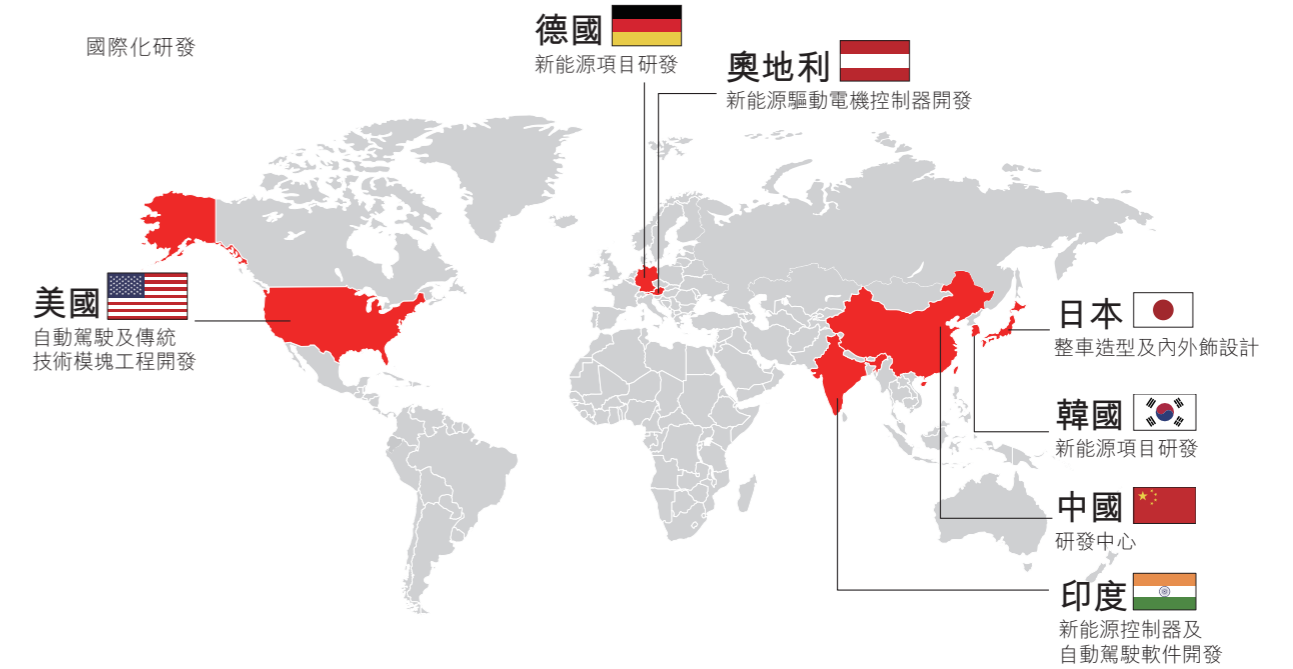 國際化研發
德國
新能源項目研發
奧地利
新能源驅動電機控制器開發
美國
自動駕駛及傳統
技術模塊工程開發
日本
整車造型及內外飾設計
韓國
新能源項目研發
中國
研發中心
印度
新能源控制器及
自動駕駛軟件開發